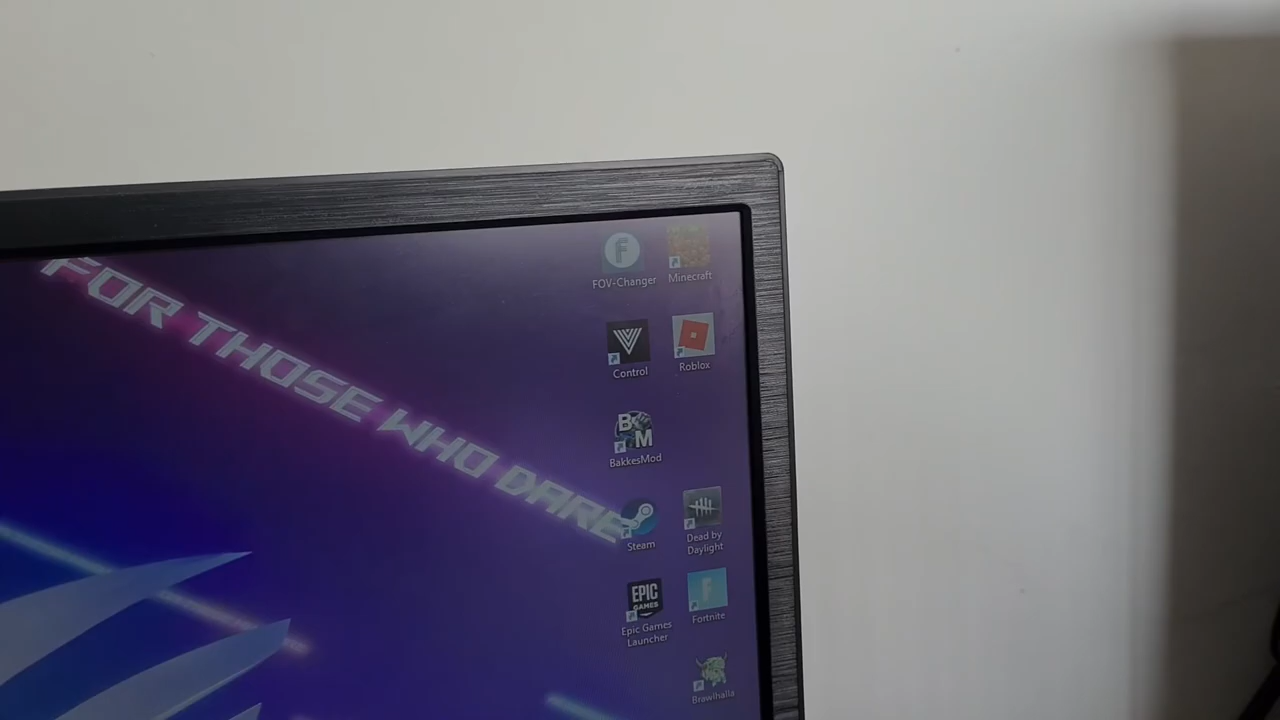 FOR THOSE WHO DARE
F
FOV-Changer
Minecraft
Control
Roblox
B
M
BakkesMod
Steam
Dead by
Daylight
EPIC
GAMES
Epic Games
Launcher
F
Fortnite
Brawlhalla